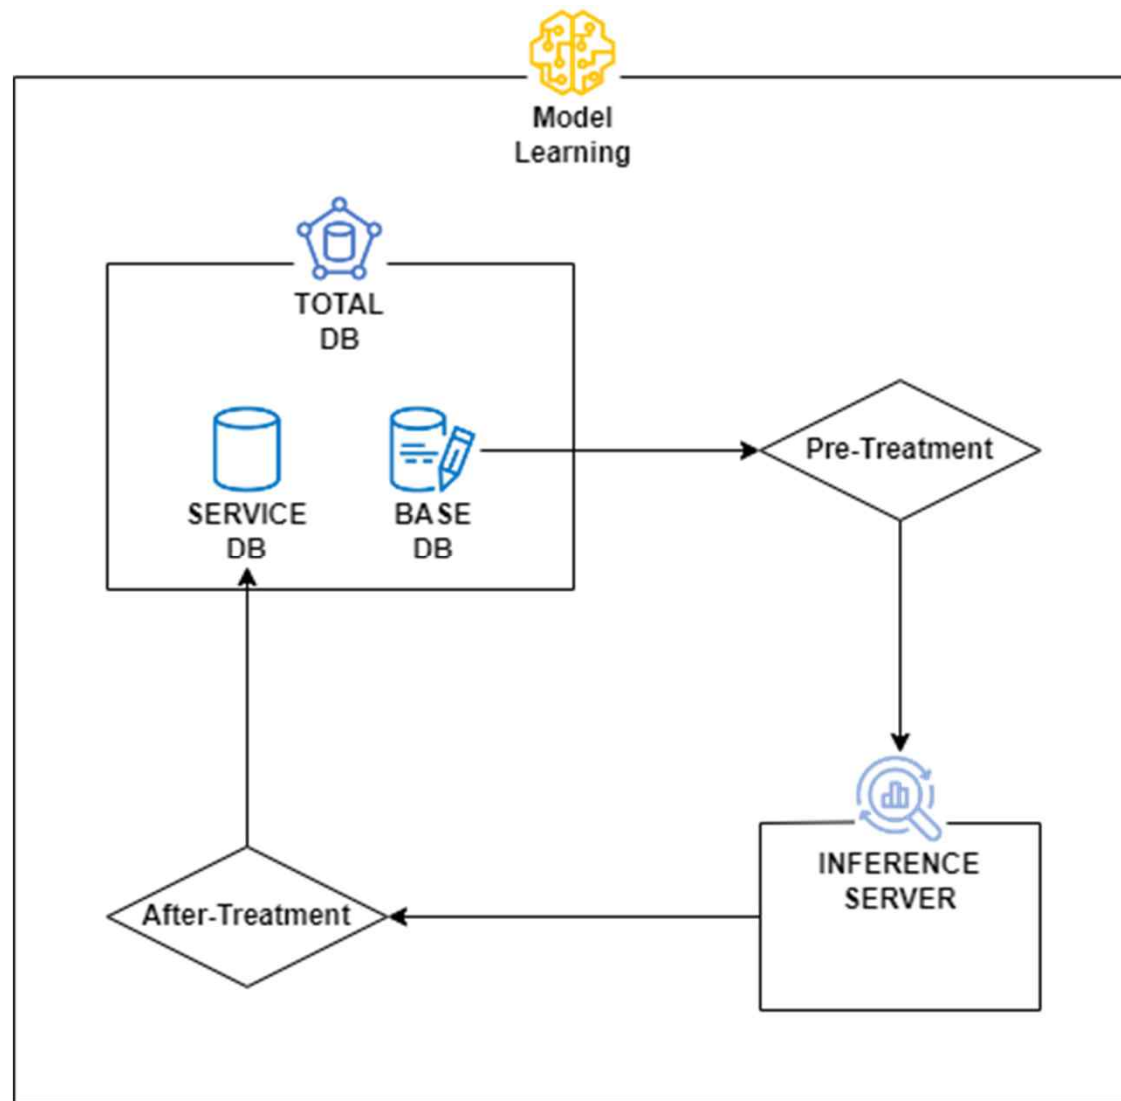 Model
Learning
TOTAL
DB
SERVICE
DB
BASE
DB
Pre-Treatment
INFERENCE
SERVER
After-Treatment